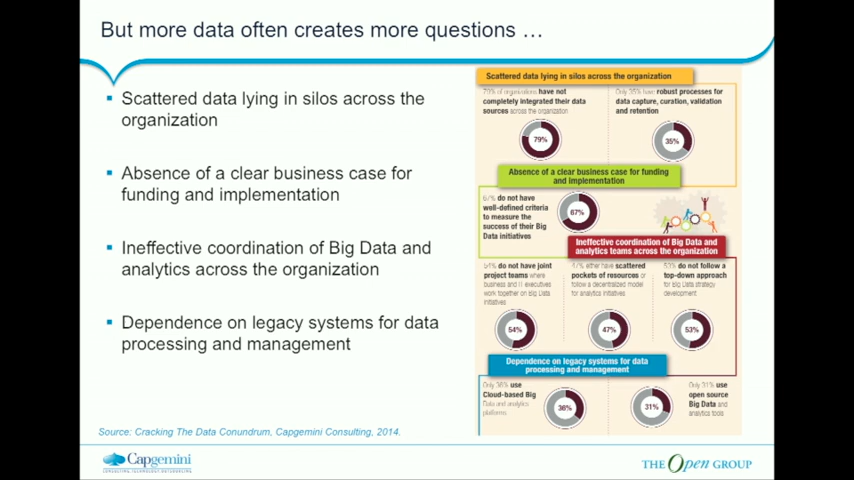 But more data often creates more questions …
▪ Scattered data lying in silos across the
organization
▪ Absence of a clear business case for
funding and implementation
▪ Ineffective coordination of Big Data and
analytics across the organization
▪ Dependence on legacy systems for data
processing and management
Scattered data lying in silos across the organization
79% of organizations have not
completely integrated their data
sources across the organization
79%
Only 35% have robust processes for
data capture, curation, validation
and retention
35%
Absence of a clear business case for funding
and implementation
67% do not have
well-defined criteria
to measure the
success of their Big
Data initiatives
67%
Ineffective coordination of Big Data and
analytics teams across the organization
54% do not have joint
project teams where
business and IT executives
work together on Big Data
initiatives
54%
47% either have scattered
pockets of resources or
follow a decentralized model
for analytics initiatives
47%
53% do not follow a
top-down approach
for Big Data strategy
development
53%
Dependence on legacy systems for data
processing and management
Only 36% use
Cloud-based Big
Data and analytics
platforms
36%
31%
Only 31% use
open source
Big Data and
analytics tools
Source: Cracking The Data Conundrum, Capgemini Consulting, 2014.
Capgemini
CONSULTING.TECHNOLOGY.OUTSOURCING
THE Open GROUP